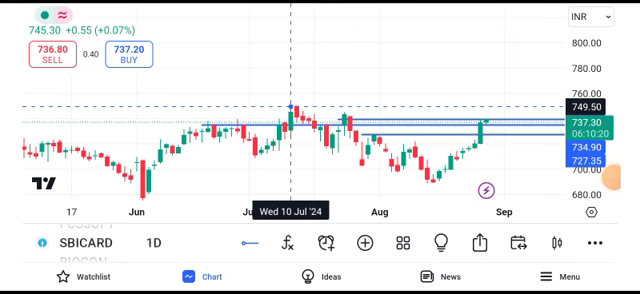 INR
745.30 +0.55 (+0.07%)
736.80 SELL
0.40
737.20 BUY
800.00
780.00
760.00
749.50
737.30
06:10:20
734.90
727.35
700.00
680.00
17 Jun Wed 10 Jul '24 Aug Sep
SBICARD 1D
BIOCON
Watchlist Chart Ideas News Menu